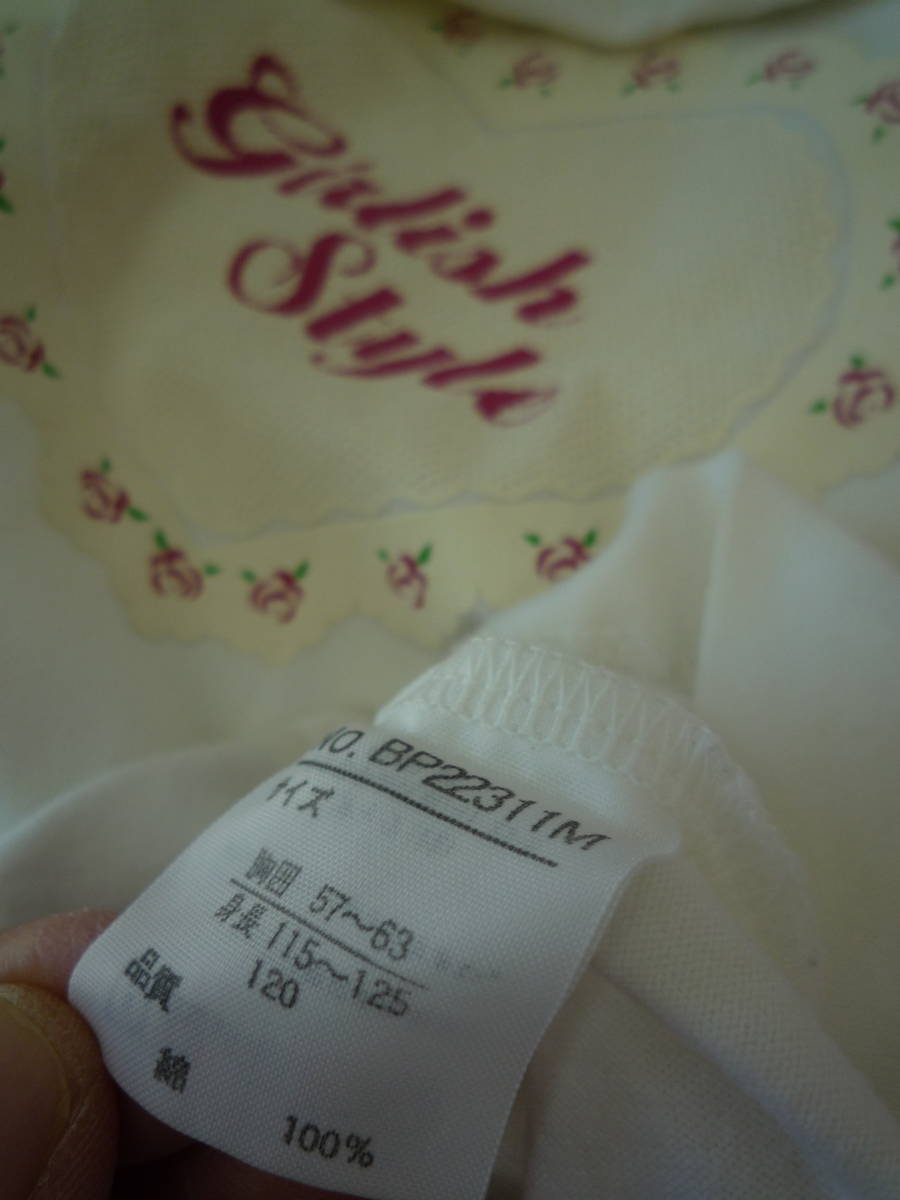 Girlish
Style
NO. BP22311M
サイズ
胸囲 57～63
身長 115～125
120
品質
綿
100%